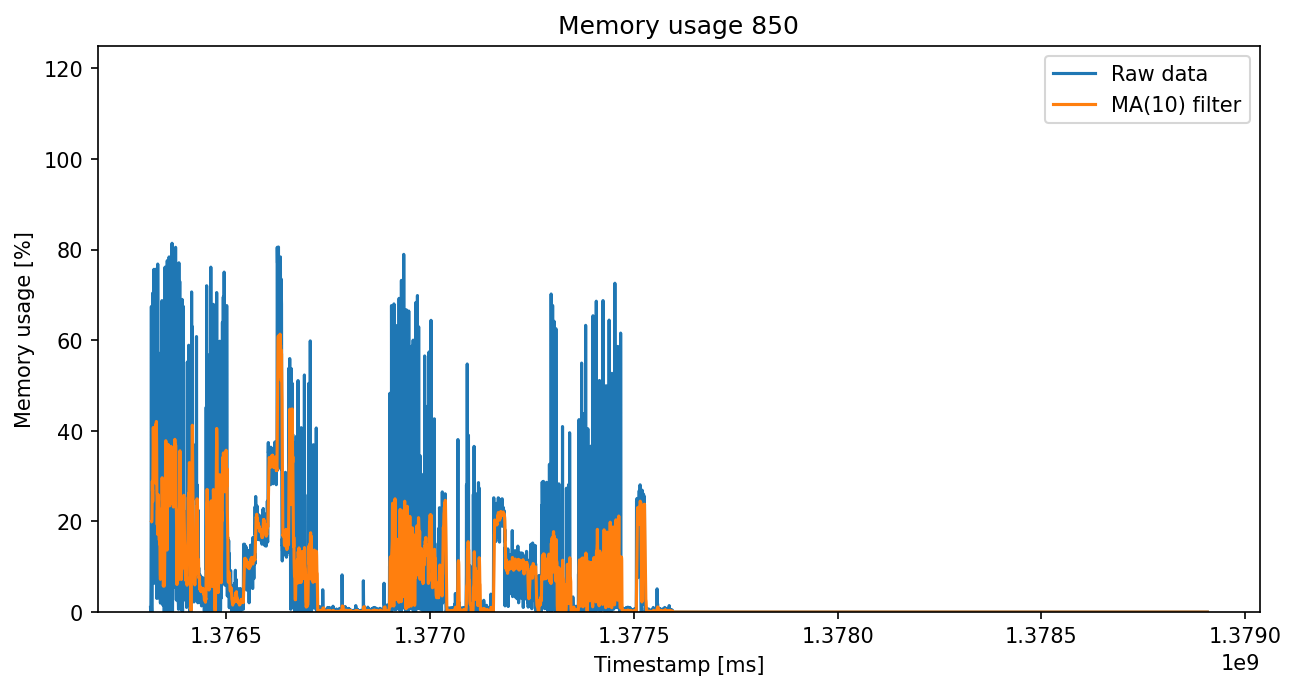 Memory usage 850
Raw data
MA(10) filter
Memory usage [%]
120
100
80
60
40
20
0
1.3765 1.3770 1.3775 1.3780 1.3785 1.3790
1e9
Timestamp [ms]